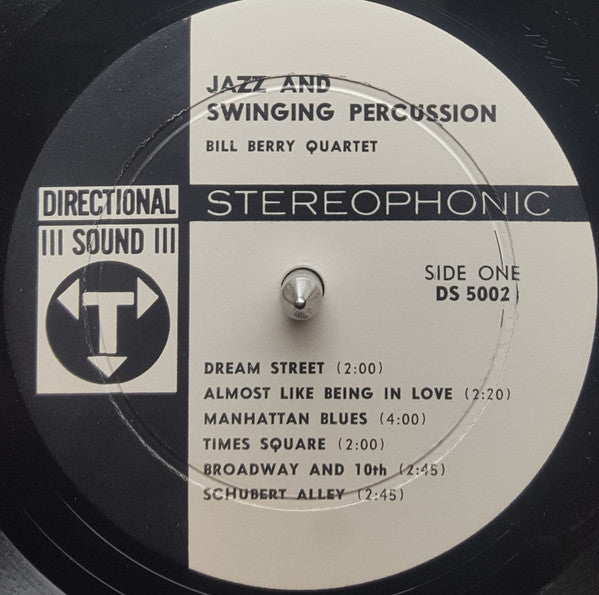 JAZZ AND
SWINGING PERCUSSION
BILL BERRY QUARTET
DIRECTIONAL
SOUND
T
STEREOPHONIC
SIDE ONE
DS 5002
DREAM STREET (2:00)
ALMOST LIKE BEING IN LOVE (2:20)
MANHATTAN BLUES (4:00)
TIMES SQUARE (2:00)
BROADWAY AND 10th (2:45)
SCHUBERT ALLEY (2:45)